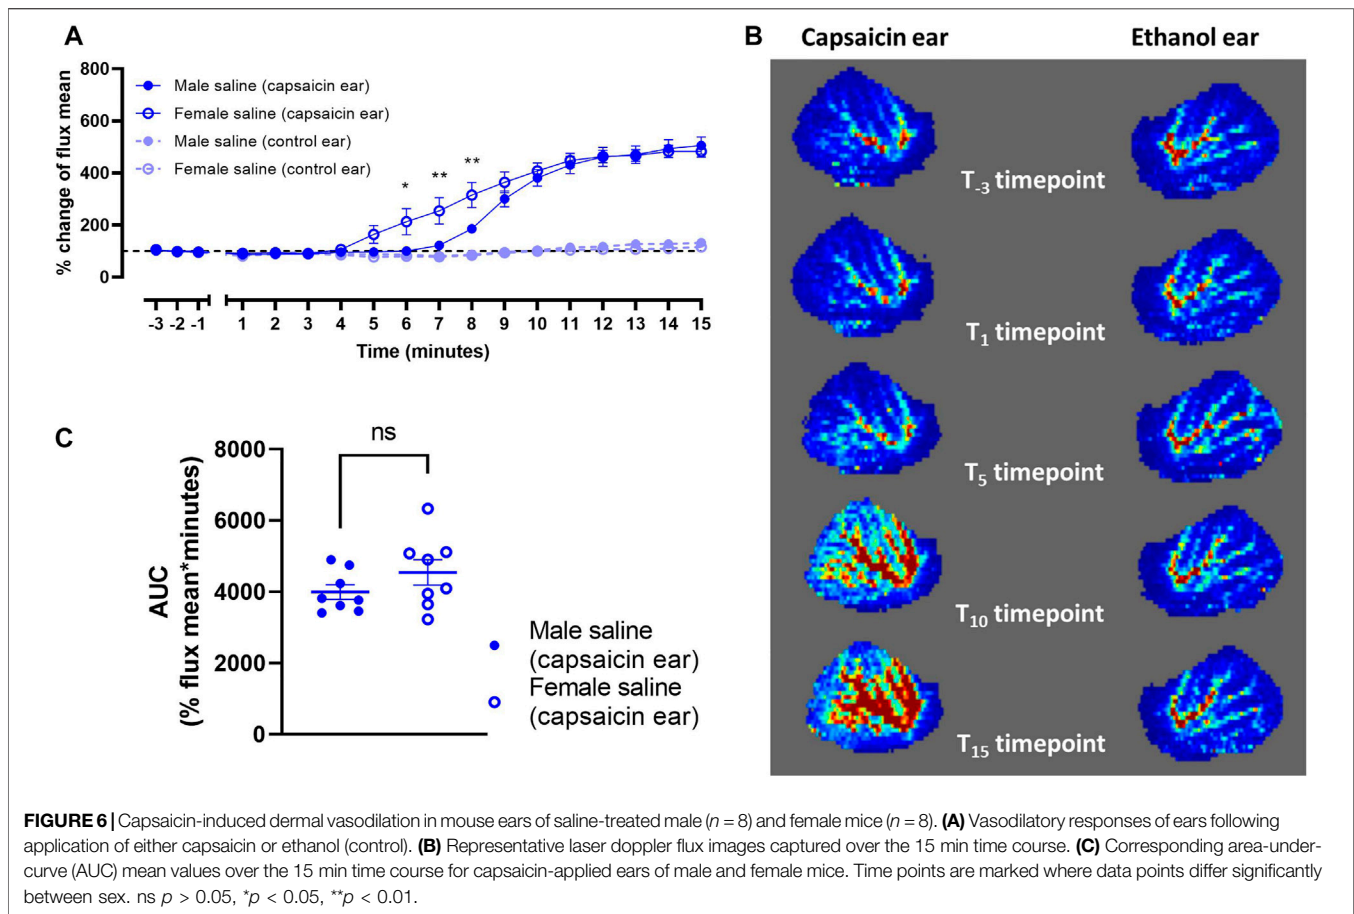 A
800
600
400
200
0
% change of flux mean
Male saline (capsaicin ear)
Female saline (capsaicin ear)
Male saline (control ear)
Female saline (control ear)
* ** **
-3 -2 -1 1 2 3 4 5 6 7 8 9 10 11 12 13 14 15
Time (minutes)
B
Capsaicin ear Ethanol ear
T-3 timepoint
T1 timepoint
T5 timepoint
T10 timepoint
T15 timepoint
C
ns
8000
6000
4000
2000
0
AUC
(% flux mean*minutes)
Male saline
(capsaicin ear)
Female saline
(capsaicin ear)
FIGURE 6 | Capsaicin-induced dermal vasodilation in mouse ears of saline-treated male (n = 8) and female mice (n = 8). (A) Vasodilatory responses of ears following
application of either capsaicin or ethanol (control). (B) Representative laser doppler flux images captured over the 15 min time course. (C) Corresponding area-under-
curve (AUC) mean values over the 15 min time course for capsaicin-applied ears of male and female mice. Time points are marked where data points differ significantly
between sex. ns p > 0.05, *p < 0.05, **p < 0.01.